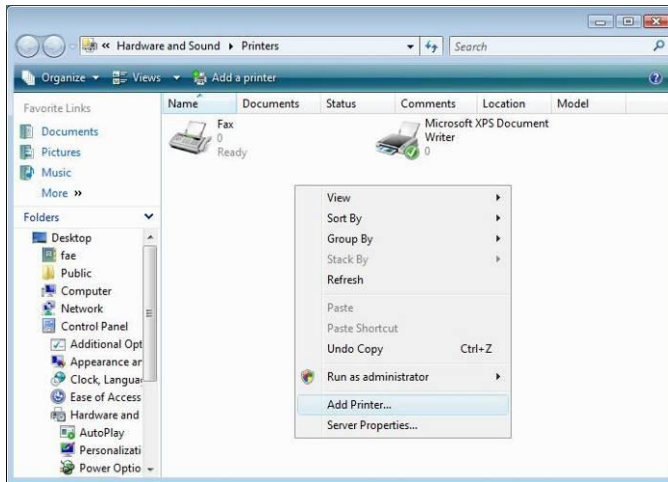 « Hardware and Sound ▸ Printers
Search
Organize
Views
Add a printer
Favorite Links
Documents
Pictures
Music
More »
Folders
Desktop
fae
Public
Computer
Network
Control Panel
Additional Opt
Appearance ar
Clock, Languag
Ease of Access
Hardware and
AutoPlay
Personalizati
Power Optio
Name Documents Status Comments Location Model
Fax
0
Ready
Microsoft XPS Document
Writer
0
View
Sort By
Group By
Stack By
Refresh
Paste
Paste Shortcut
Undo Copy Ctrl+Z
Run as administrator
Add Printer...
Server Properties...